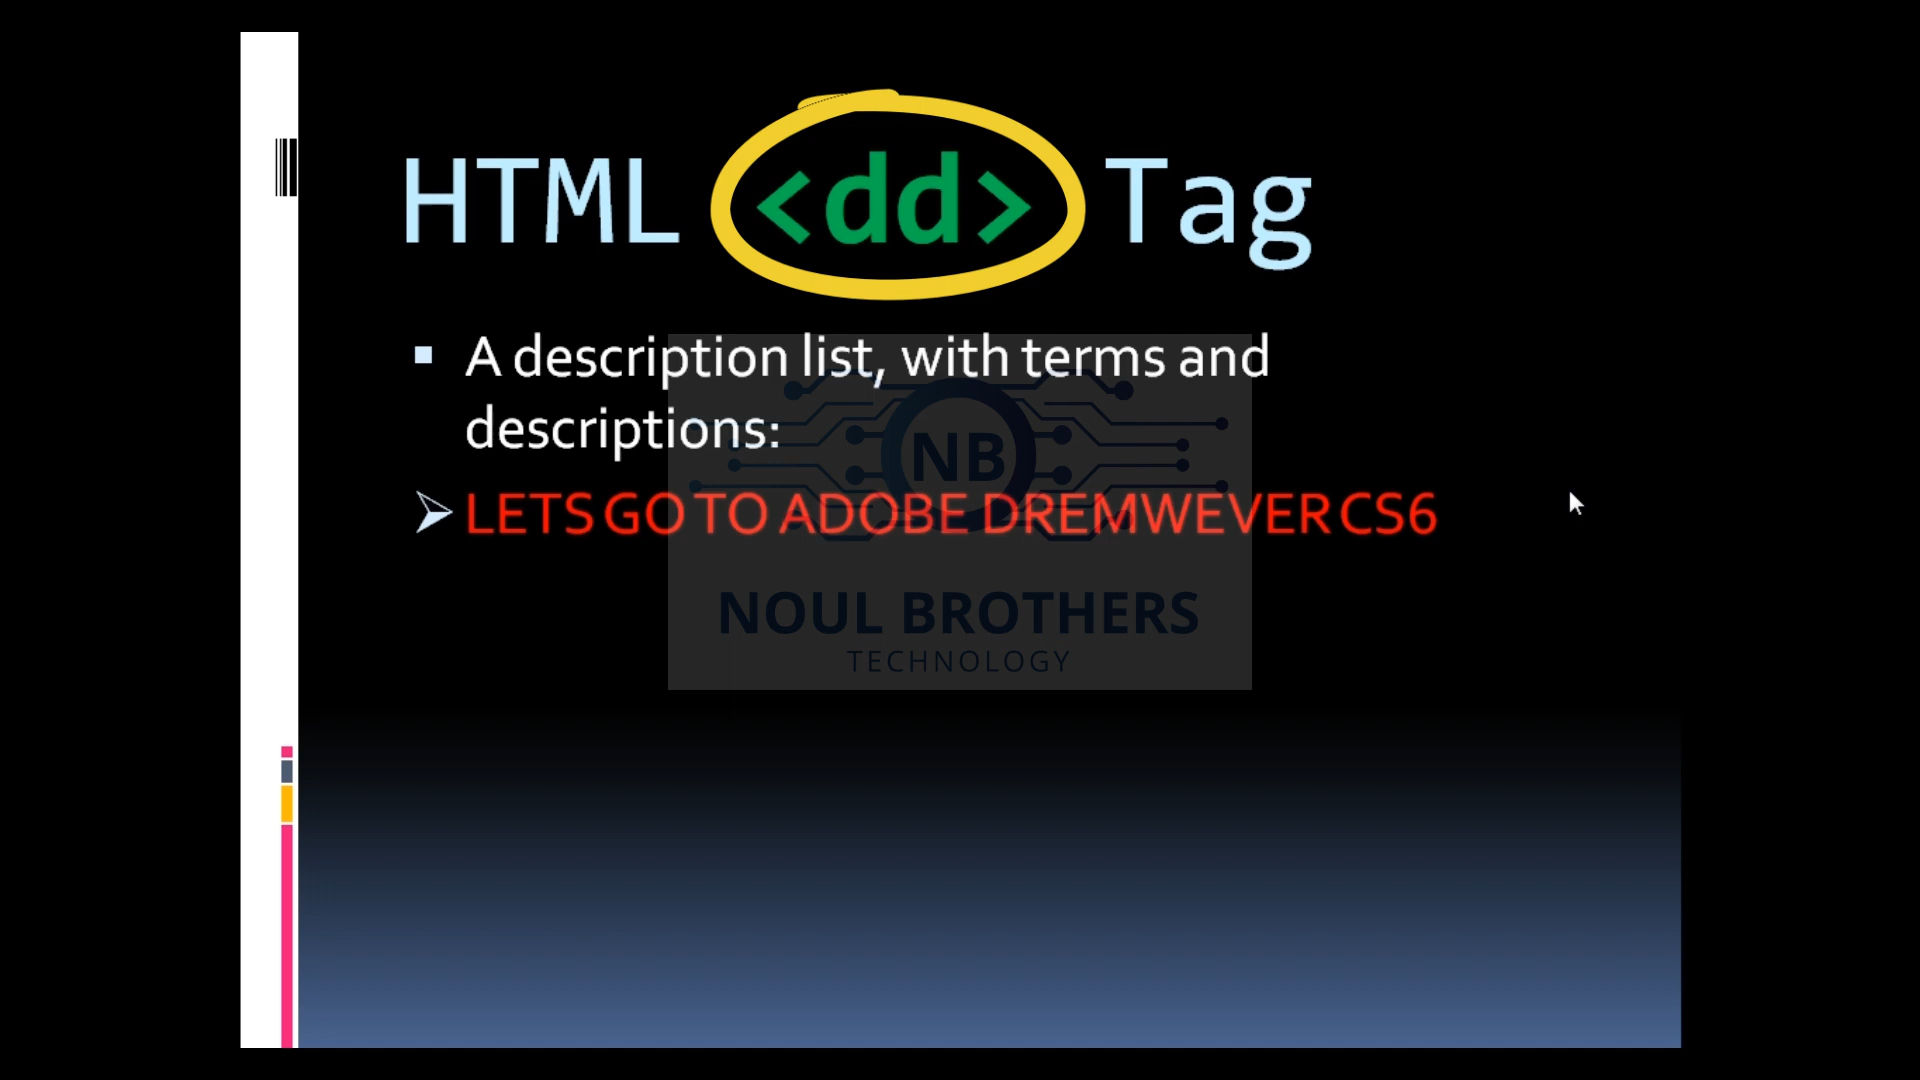 HTML <dd> Tag
A description list, with terms and
descriptions:
LETS GO TO ADOBE DREMWEVER CS6
NB
NOUL BROTHERS
TECHNOLOGY